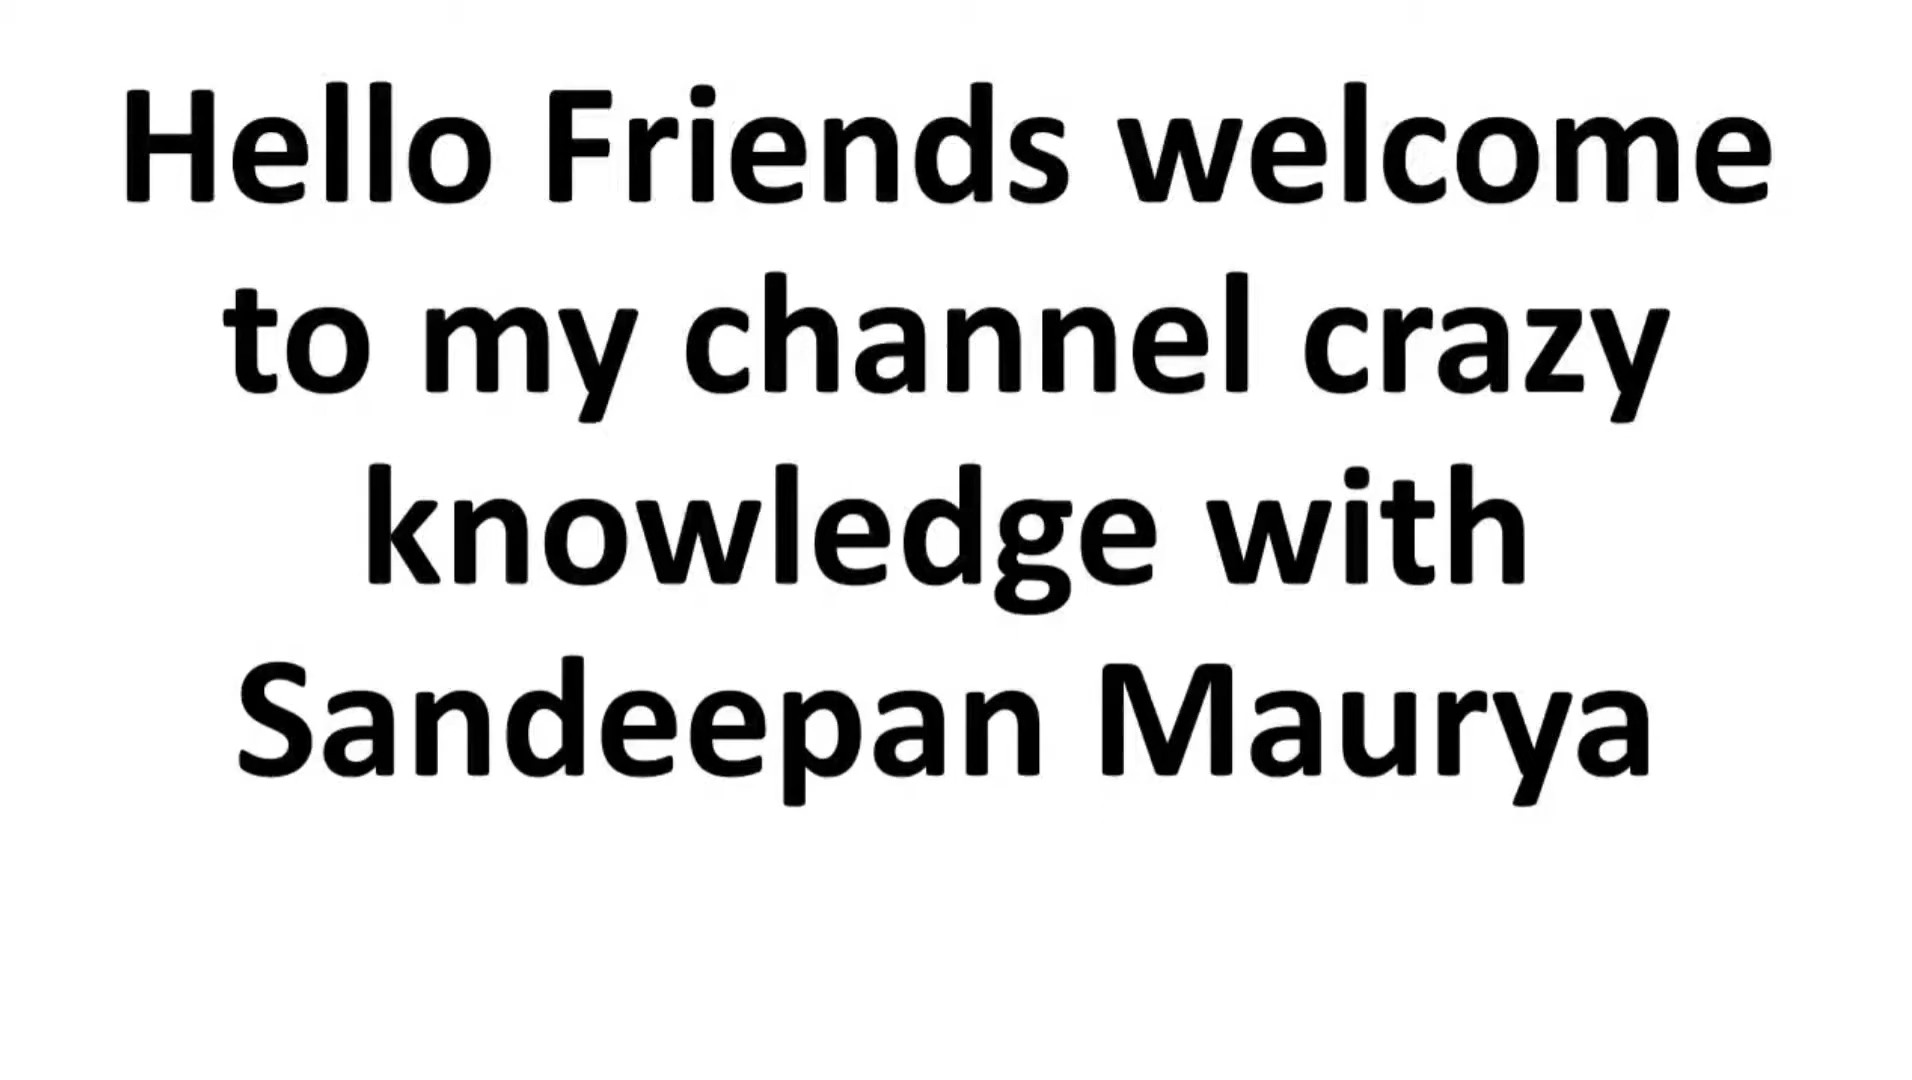 Hello Friends welcome
to my channel crazy
knowledge with
Sandeepan Maurya